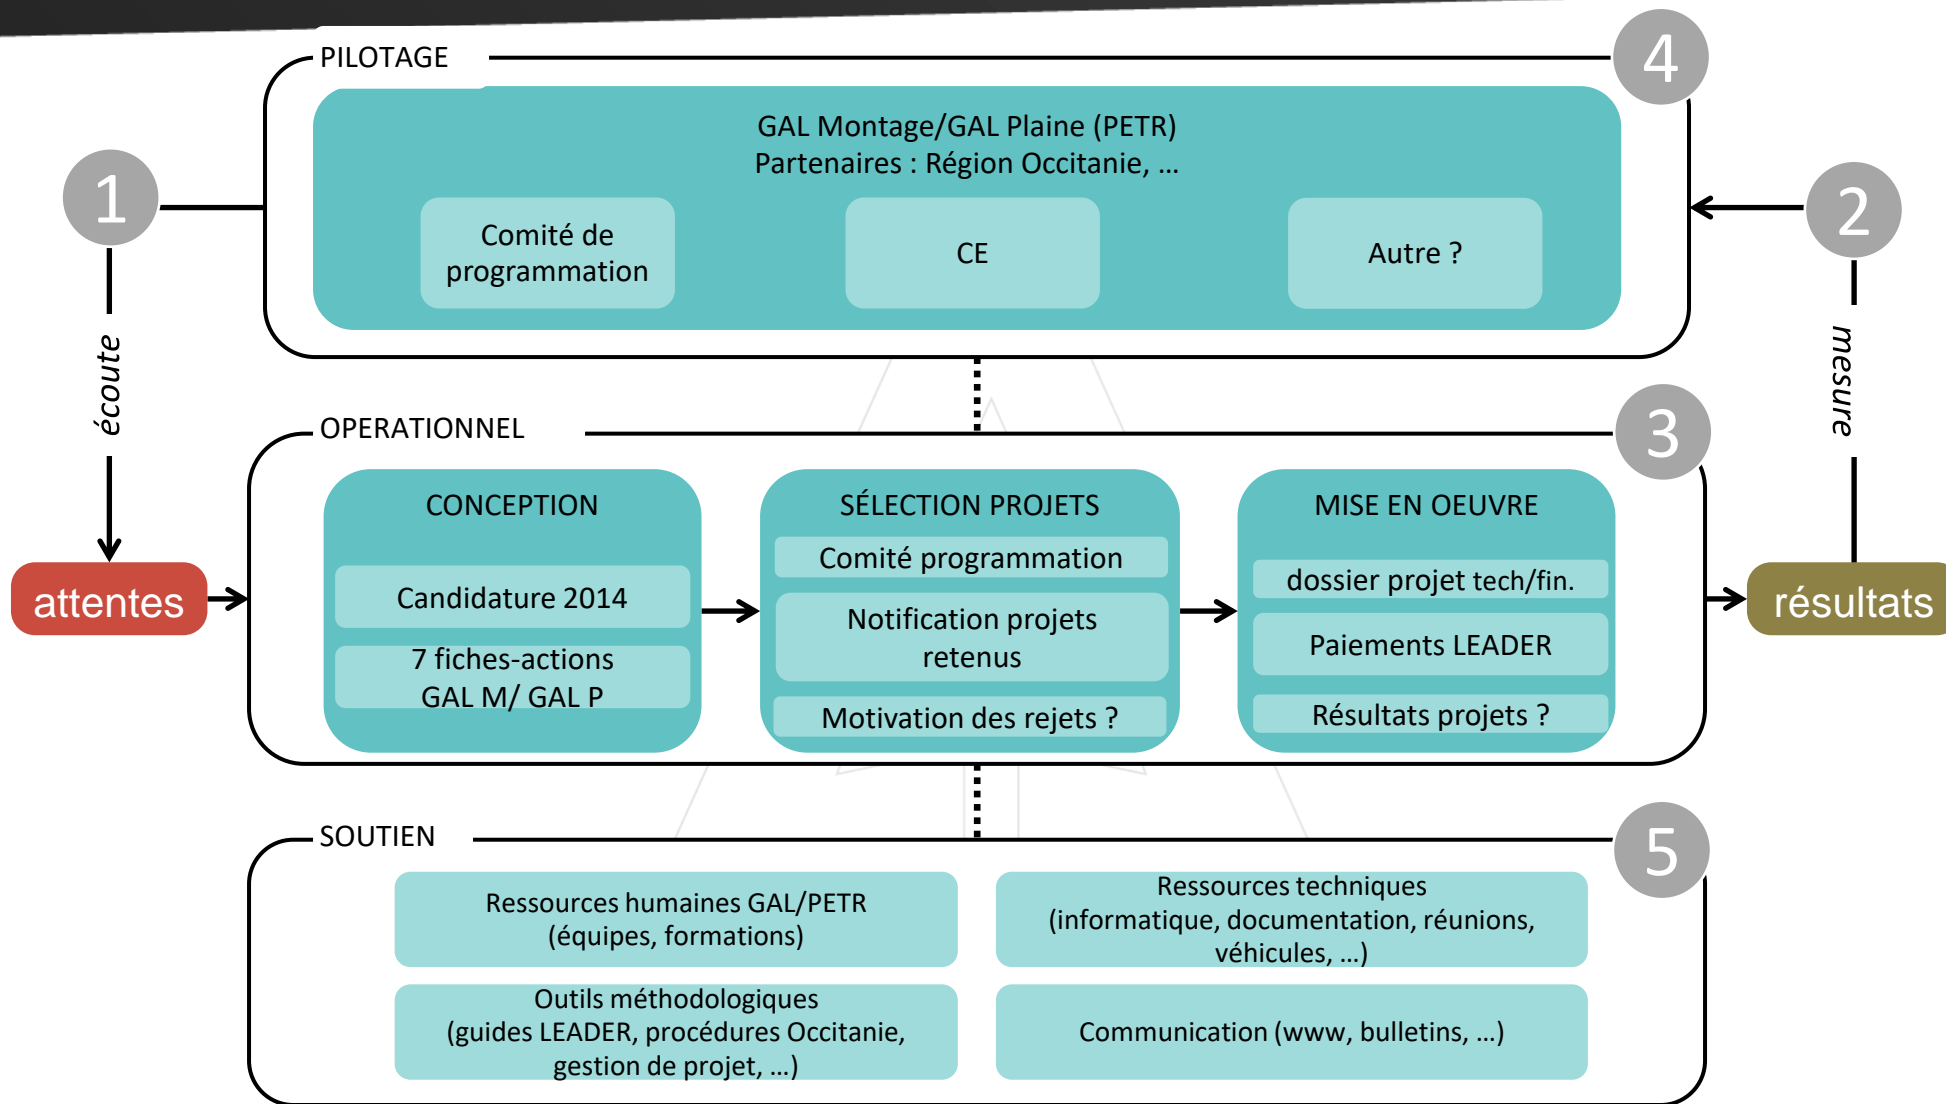 PILOTAGE
4
GAL Montage/GAL Plaine (PETR)
Partenaires : Région Occitanie, ...
1
2
Comité de
programmation
CE
Autre ?
écoute
mesure
OPERATIONNEL
3
CONCEPTION
Candidature 2014
7 fiches-actions
GAL M/ GAL P
SÉLECTION PROJETS
Comité programmation
Notification projets
retenus
Motivation des rejets ?
MISE EN OEUVRE
dossier projet tech/fin.
Paiements LEADER
Résultats projets ?
attentes
résultats
SOUTIEN
5
Ressources humaines GAL/PETR
(équipes, formations)
Ressources techniques
(informatique, documentation, réunions,
véhicules, ...)
Outils méthodologiques
(guides LEADER, procédures Occitanie,
gestion de projet, ...)
Communication (www, bulletins, ...)